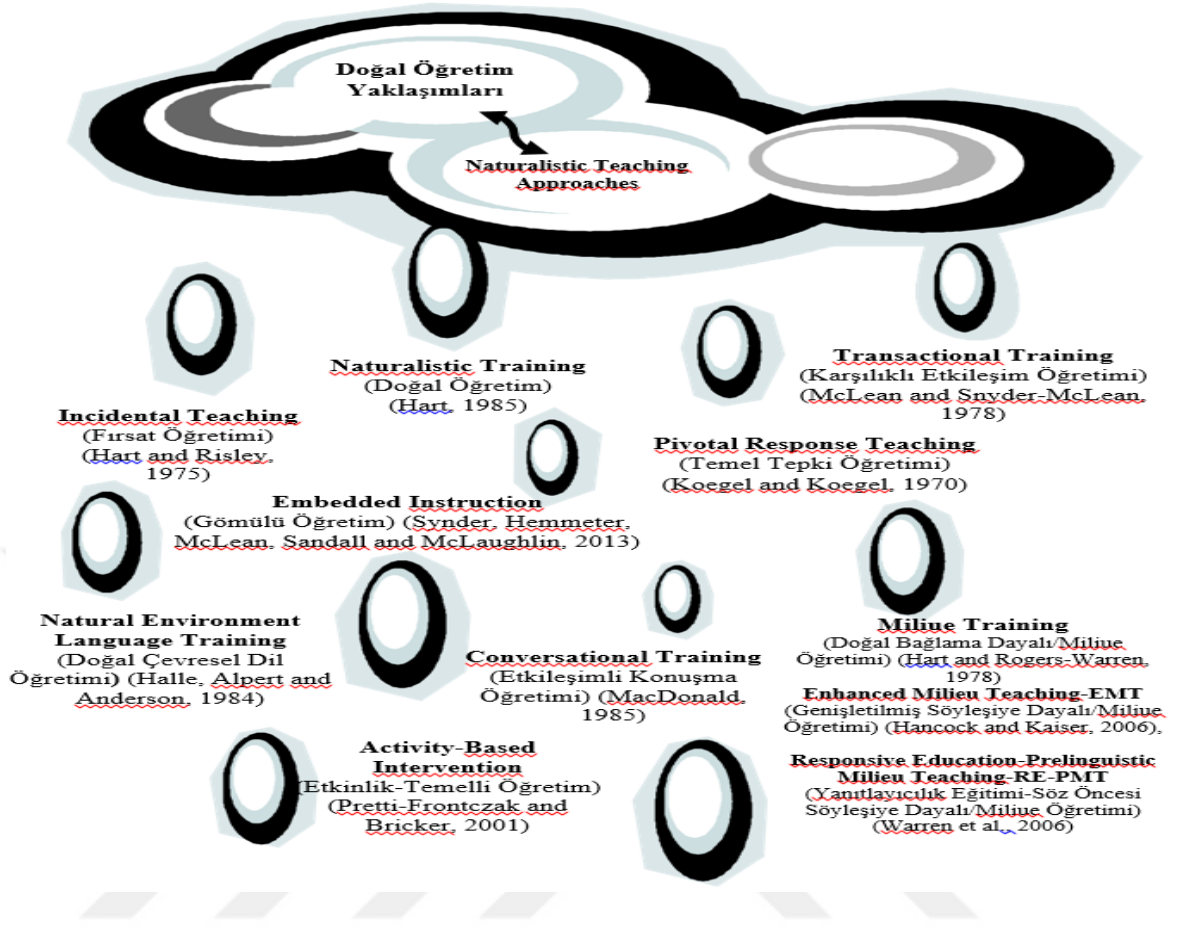 Doğal Öğretim
Yaklaşımları
Naturalistic Teaching
Approaches
Naturalistic Training
(Doğal Öğretim)
(Hart, 1985)
Transactional Training
(Karşılıklı Etkileşim Öğretimi)
(McLean and Snyder-McLean,
1978)
Incidental Teaching
(Fırsat Öğretimi)
(Hart and Risley,
1975)
Pivotal Response Teaching
(Temel Tepki Öğretimi)
(Koegel and Koegel, 1970)
Embedded Instruction
(Gömülü Öğretim) (Synder, Hemmeter,
McLean, Sandall and McLaughlin, 2013)
Natural Environment
Language Training
(Doğal Çevresel Dil
Öğretimi) (Halle, Alpert and
Anderson, 1984)
Conversational Training
(Etkileşimli Konuşma
Öğretimi) (MacDonald,
1985)
Miliue Training
(Doğal Bağlama Dayalı/Miliue
Öğretimi) (Hart and Rogers-Warren,
1978)
Enhanced Milieu Teaching-EMT
(Genişletilmiş Söyleşiye Dayalı/Miliue
Öğretimi) (Hancock and Kaiser, 2006),
Activity-Based
Intervention
(Etkinlik-Temelli Öğretim)
(Pretti-Frontczak and
Bricker, 2001)
Responsive Education-Prelinguistic
Milieu Teaching-RE-PMT
(Yanıtlayıcılık Eğitimi-Söz Öncesi
Söyleşiye Dayalı/Miliue Öğretimi)
(Warren et al., 2006)